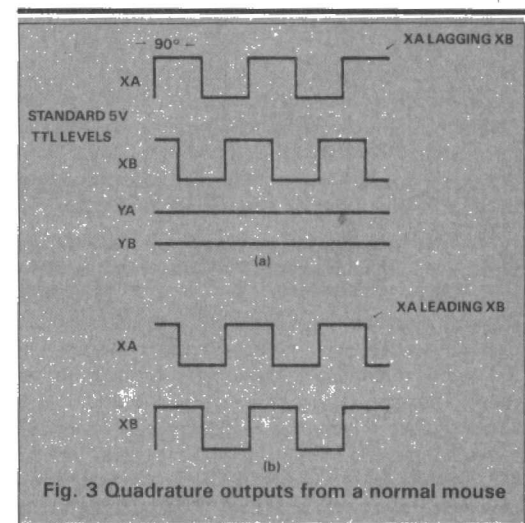 90°
XA LAGGING XB
XA
STANDARD 5V
TTL LEVELS
XB
YA
YB
(a)
XA LEADING XB
XA
XB
(b)
Fig. 3 Quadrature outputs from a normal mouse